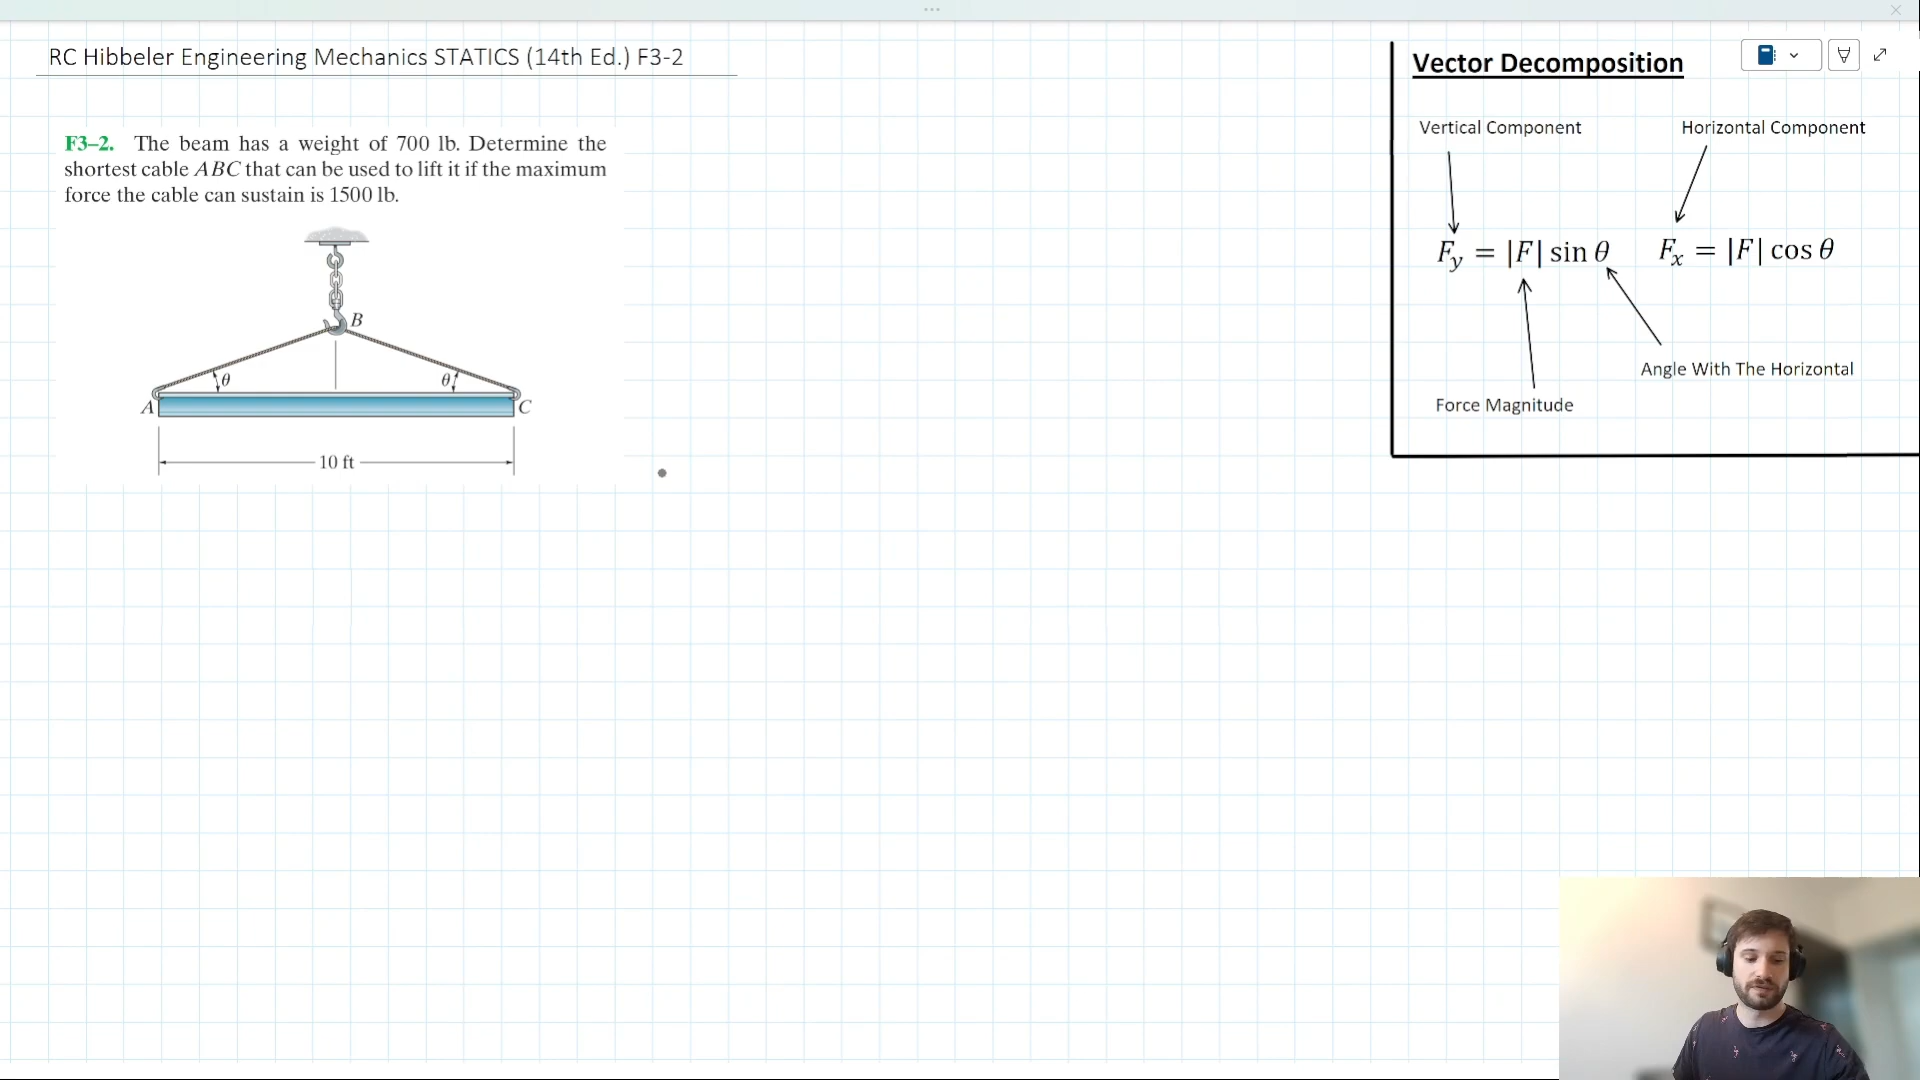 RC Hibbeler Engineering Mechanics STATICS (14th Ed.) F3-2
F3–2. The beam has a weight of 700 lb. Determine the
shortest cable ABC that can be used to lift it if the maximum
force the cable can sustain is 1500 lb.
B
θ θ
A C
10 ft
Vector Decomposition
Vertical Component Horizontal Component
F_y = |F| sin θ F_x = |F| cos θ
Angle With The Horizontal
Force Magnitude